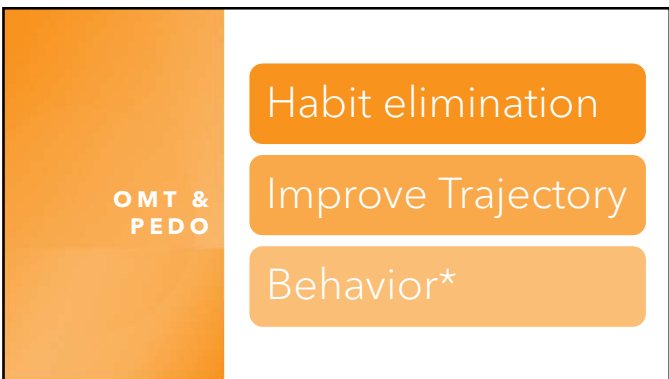 OMT &
PEDO
Habit elimination
Improve Trajectory
Behavior*